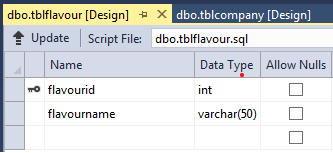 dbo.tblflavour [Design] dbo.tblcompany [Design]
Update Script File: dbo.tblflavour.sql
Name Data Type Allow Nulls
flavourid int
flavourname varchar(50)